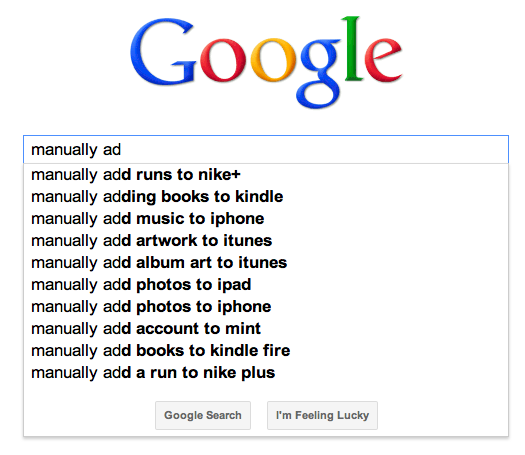 Google
manually ad
manually add runs to nike+
manually adding books to kindle
manually add music to iphone
manually add artwork to itunes
manually add album art to itunes
manually add photos to ipad
manually add photos to iphone
manually add account to mint
manually add books to kindle fire
manually add a run to nike plus
Google Search I'm Feeling Lucky